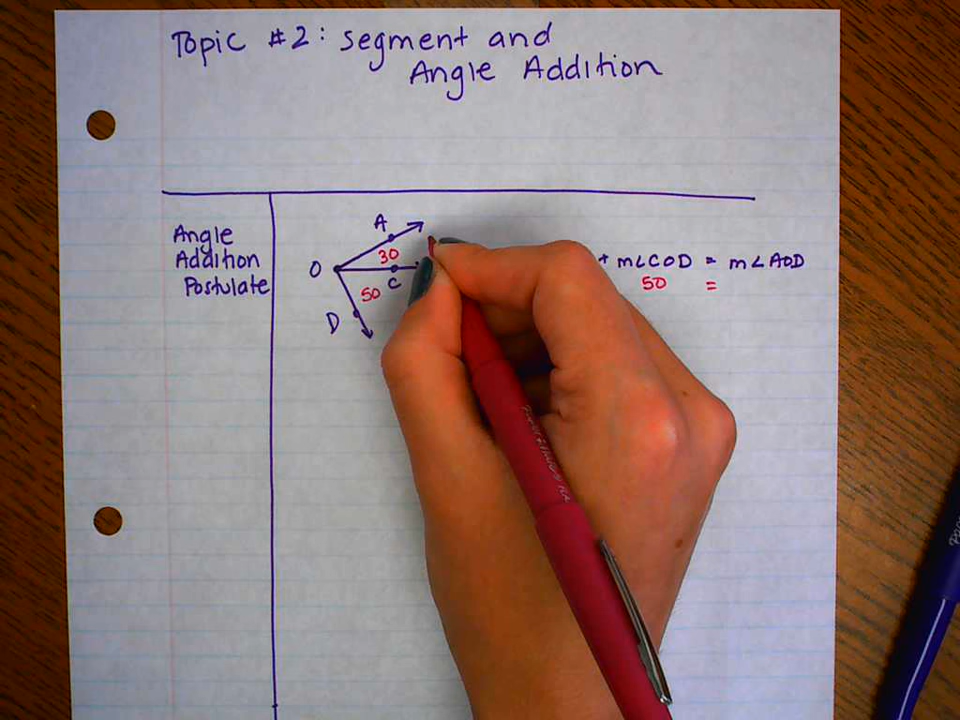 Topic #2: Segment and
Angle Addition
Angle
Addition
Postulate
A
30
O
C
50
D
+ m∠COD = m∠AOD
50 =